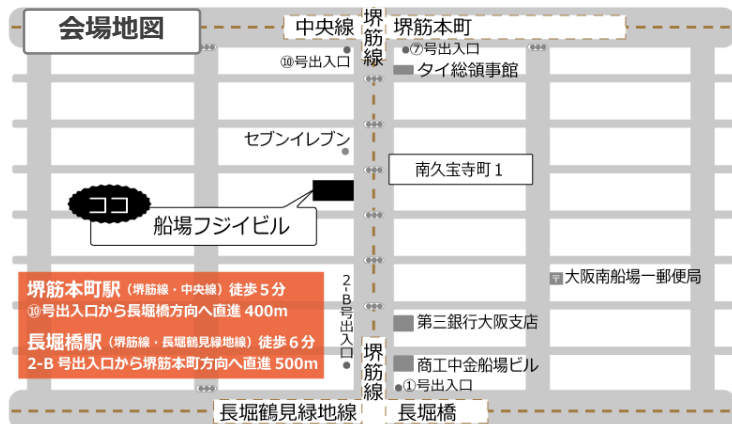 会場地図
中央線
堺筋線
堺筋本町
⑩号出入口
⑦号出入口
タイ総領事館
セブンイレブン
南久宝寺町1
ココ
船場フジイビル
大阪南船場一郵便局
堺筋本町駅（堺筋線・中央線）徒歩5分
⑩号出入口から長堀橋方向へ直進 400m
長堀橋駅（堺筋線・長堀鶴見緑地線）徒歩6分
2-B 号出入口から堺筋本町方向へ直進 500m
2-B号出入口
第三銀行大阪支店
堺筋線
商工中金船場ビル
①号出入口
長堀鶴見緑地線
長堀橋